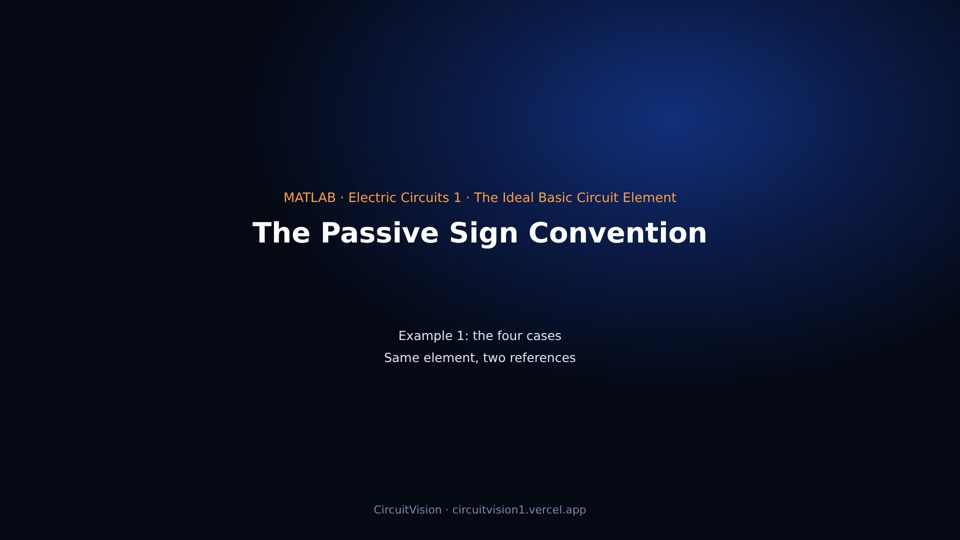 MATLAB · Electric Circuits 1 · The Ideal Basic Circuit Element
The Passive Sign Convention
Example 1: the four cases
Same element, two references
CircuitVision · circuitvision1.vercel.app